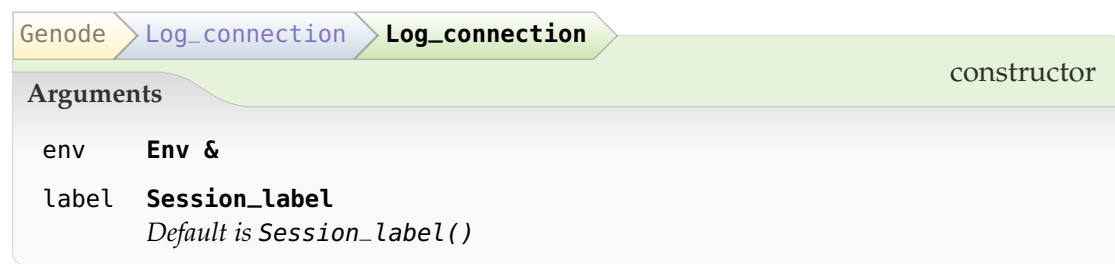 Genode Log_connection Log_connection
constructor
Arguments
env Env &
label Session_label
Default is Session_label()